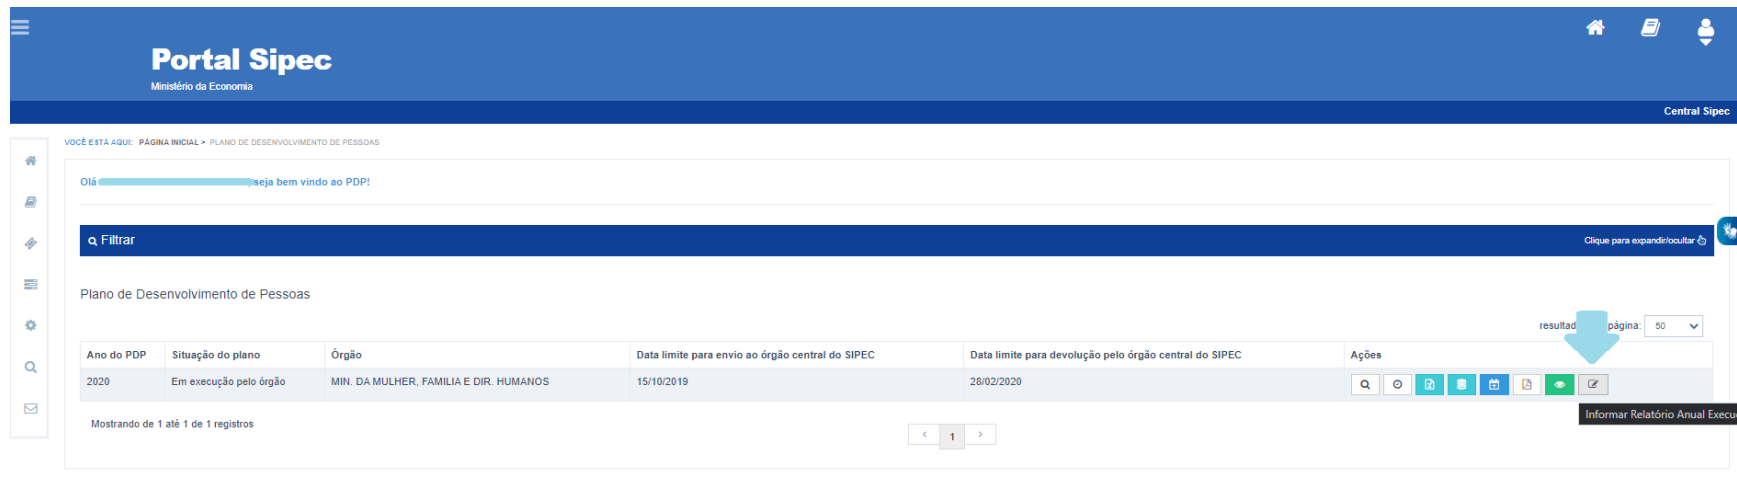 Portal Sipec
Ministério da Economia
Central Sipec
VOCÊ ESTÁ AQUI: PÁGINA INICIAL > PLANO DE DESENVOLVIMENTO DE PESSOAS
Olá seja bem vindo ao PDP!
Filtrar Clique para expandir/ocultar
Plano de Desenvolvimento de Pessoas
página: 50
Ano do PDP Situação do plano Órgão Data limite para envio ao órgão central do SIPEC Data limite para devolução pelo órgão central do SIPEC Ações
2020 Em execução pelo órgão MIN. DA MULHER, FAMILIA E DIR. HUMANOS 15/10/2019 28/02/2020
Informar Relatório Anual Execu
Mostrando de 1 até 1 de 1 registros
< 1 >